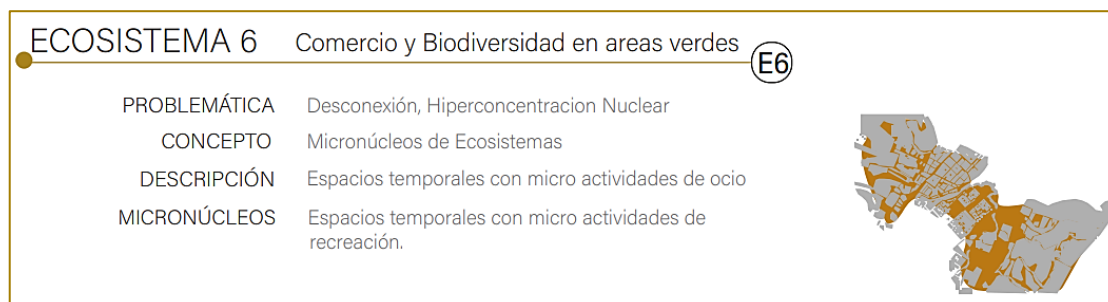 ECOSISTEMA 6 Comercio y Biodiversidad en areas verdes
E6
PROBLEMÁTICA Desconexión, Hiperconcentracion Nuclear
CONCEPTO Micronúcleos de Ecosistemas
DESCRIPCIÓN Espacios temporales con micro actividades de ocio
MICRONÚCLEOS Espacios temporales con micro actividades de
recreación.